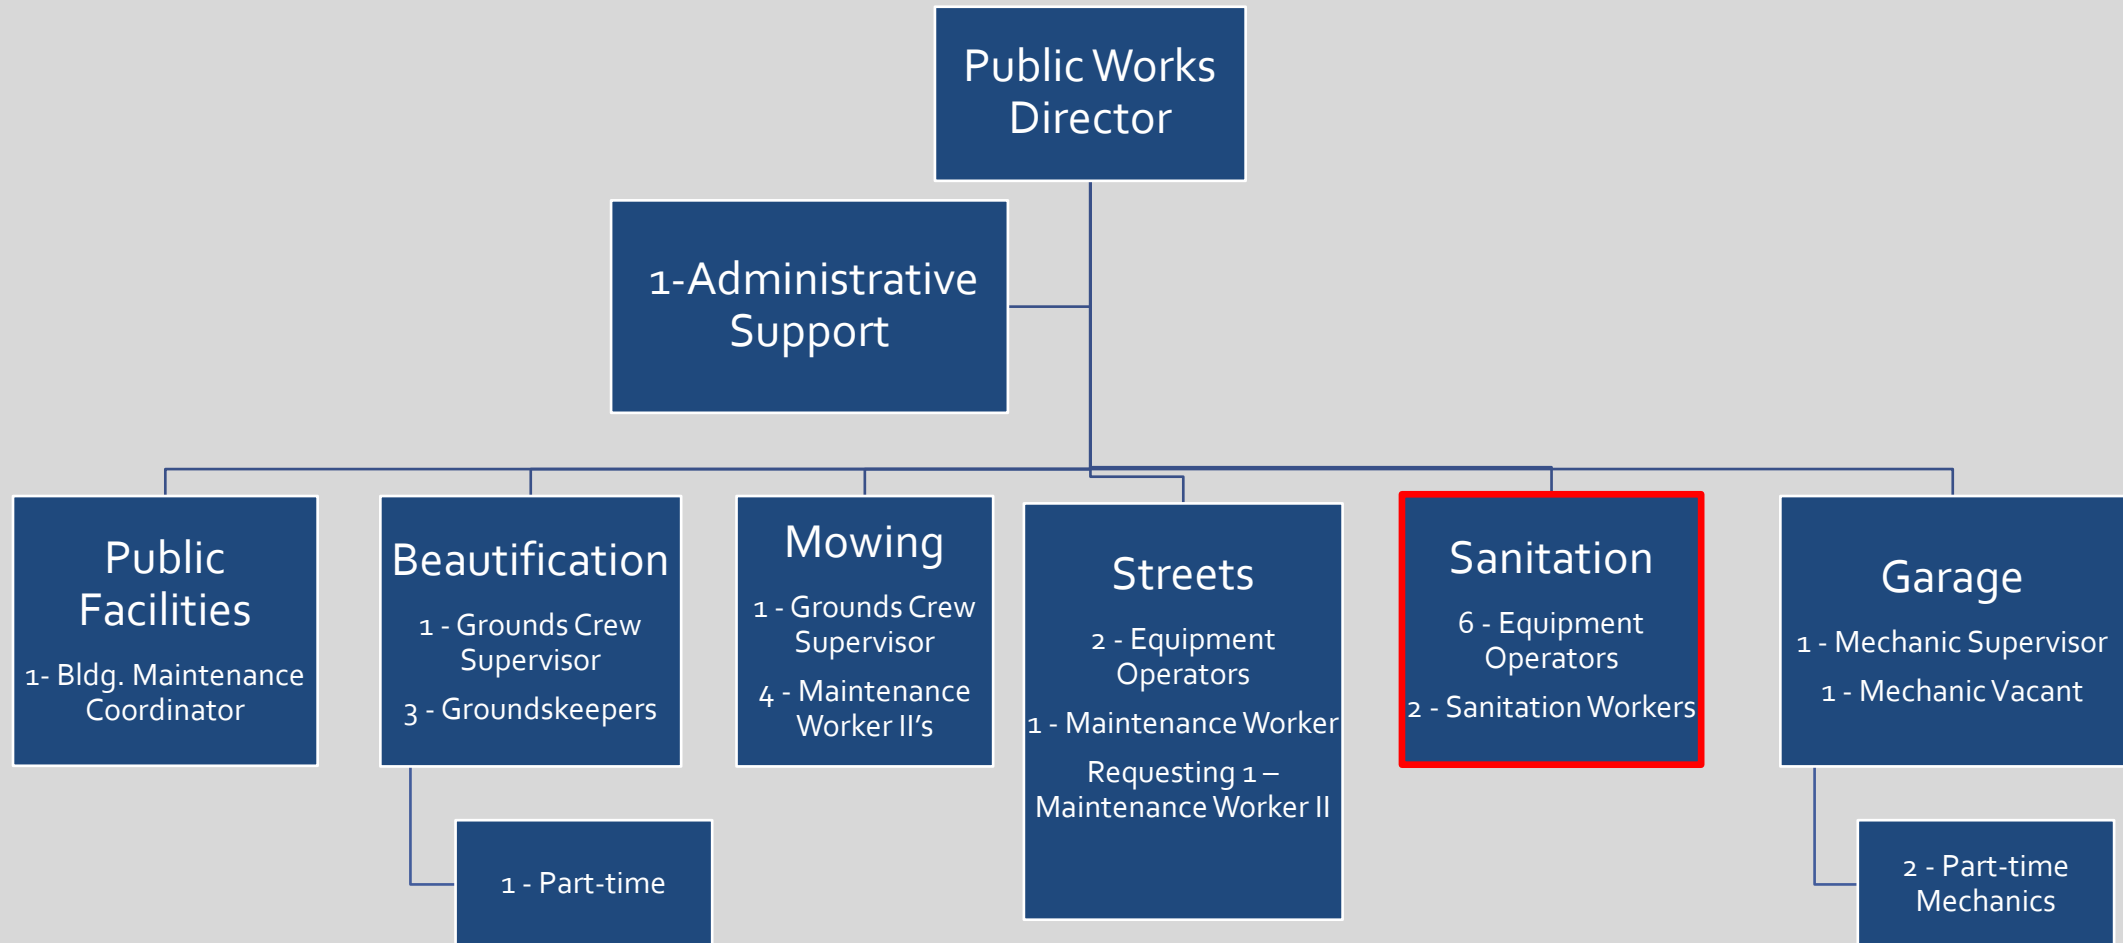 Public Works
Director
1-Administrative
Support
Public
Facilities
1- Bldg. Maintenance
Coordinator
Beautification
1 - Grounds Crew
Supervisor
3 - Groundskeepers
1 - Part-time
Mowing
1 - Grounds Crew
Supervisor
4 - Maintenance
Worker II's
Streets
2 - Equipment
Operators
1 - Maintenance Worker
Requesting 1 –
Maintenance Worker II
Sanitation
6 - Equipment
Operators
2 - Sanitation Workers
Garage
1 - Mechanic Supervisor
1 - Mechanic Vacant
2 - Part-time
Mechanics